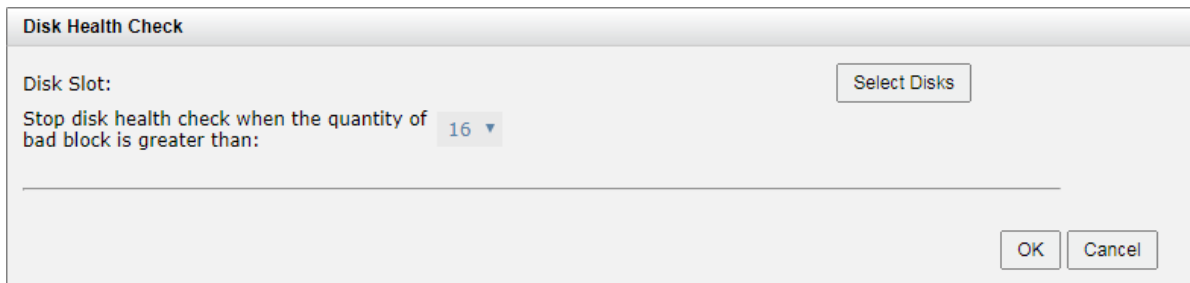 Disk Health Check
Disk Slot:
Select Disks
Stop disk health check when the quantity of
bad block is greater than:
16
OK
Cancel